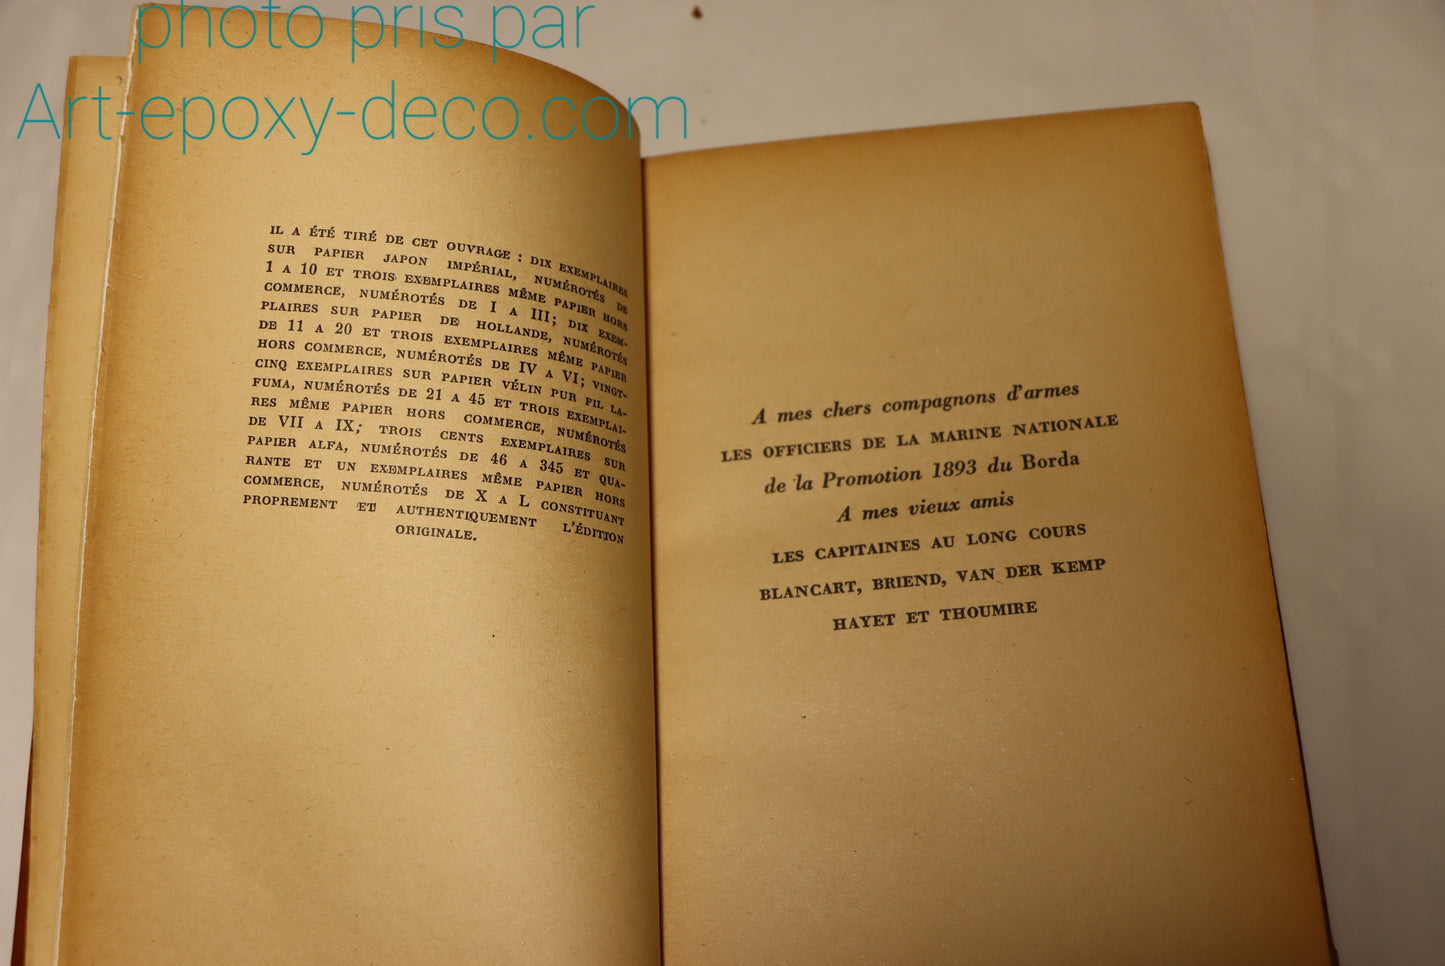 photo pris par
Art-epoxy-deco.com
IL A ÉTÉ TIRÉ DE CET OUVRAGE : DIX EXEMPLAIRES
SUR PAPIER JAPON IMPÉRIAL, NUMÉROTÉS DE
1 A 10 ET TROIS EXEMPLAIRES MÊME PAPIER HORS
COMMERCE, NUMÉROTÉS DE I A III; DIX EXEM-
PLAIRES SUR PAPIER DE HOLLANDE, NUMÉROTÉS
DE 11 A 20 ET TROIS EXEMPLAIRES MÊME PAPIER
HORS COMMERCE, NUMÉROTÉS DE IV A VI; VINGT-
CINQ EXEMPLAIRES SUR PAPIER VÉLIN PUR FIL LA-
FUMA, NUMÉROTÉS DE 21 A 45 ET TROIS EXEMPLAI-
RES MÊME PAPIER HORS COMMERCE, NUMÉROTÉS
DE VII A IX; TROIS CENTS EXEMPLAIRES SUR
PAPIER ALFA, NUMÉROTÉS DE 46 A 345 ET QUA-
RANTE ET UN EXEMPLAIRES MÊME PAPIER HORS
COMMERCE, NUMÉROTÉS DE X A L CONSTITUANT
PROPREMENT ET AUTHENTIQUEMENT L'ÉDITION
ORIGINALE.
A mes chers compagnons d'armes
LES OFFICIERS DE LA MARINE NATIONALE
de la Promotion 1893 du Borda
A mes vieux amis
LES CAPITAINES AU LONG COURS
BLANCART, BRIEND, VAN DER KEMP
HAYET ET THOUMIRE